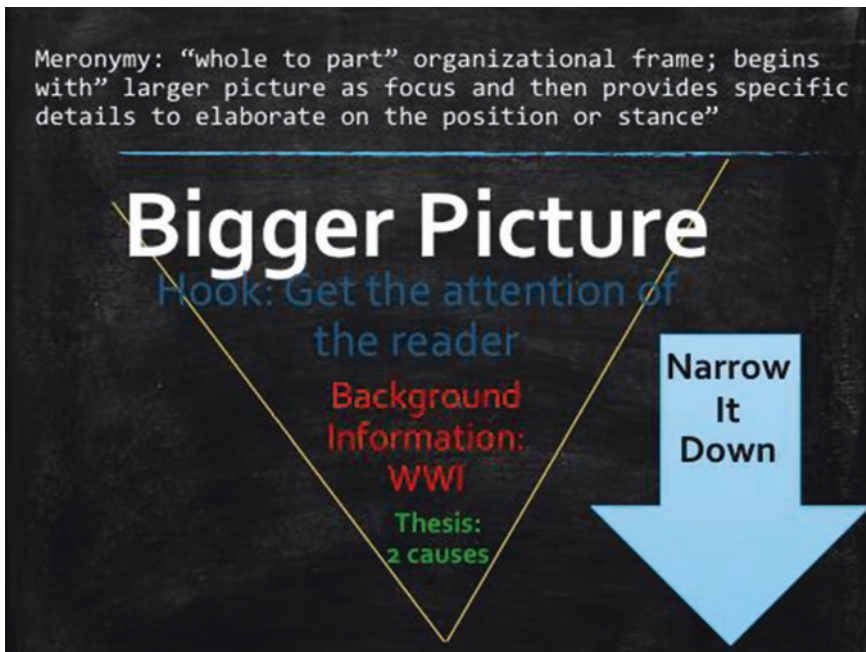 Meronymy: “whole to part” organizational frame; begins
with” larger picture as focus and then provides specific
details to elaborate on the position or stance”
Bigger Picture
Hook: Get the attention of
the reader
Background
Information:
WWI
Thesis:
2 causes
Narrow
It
Down